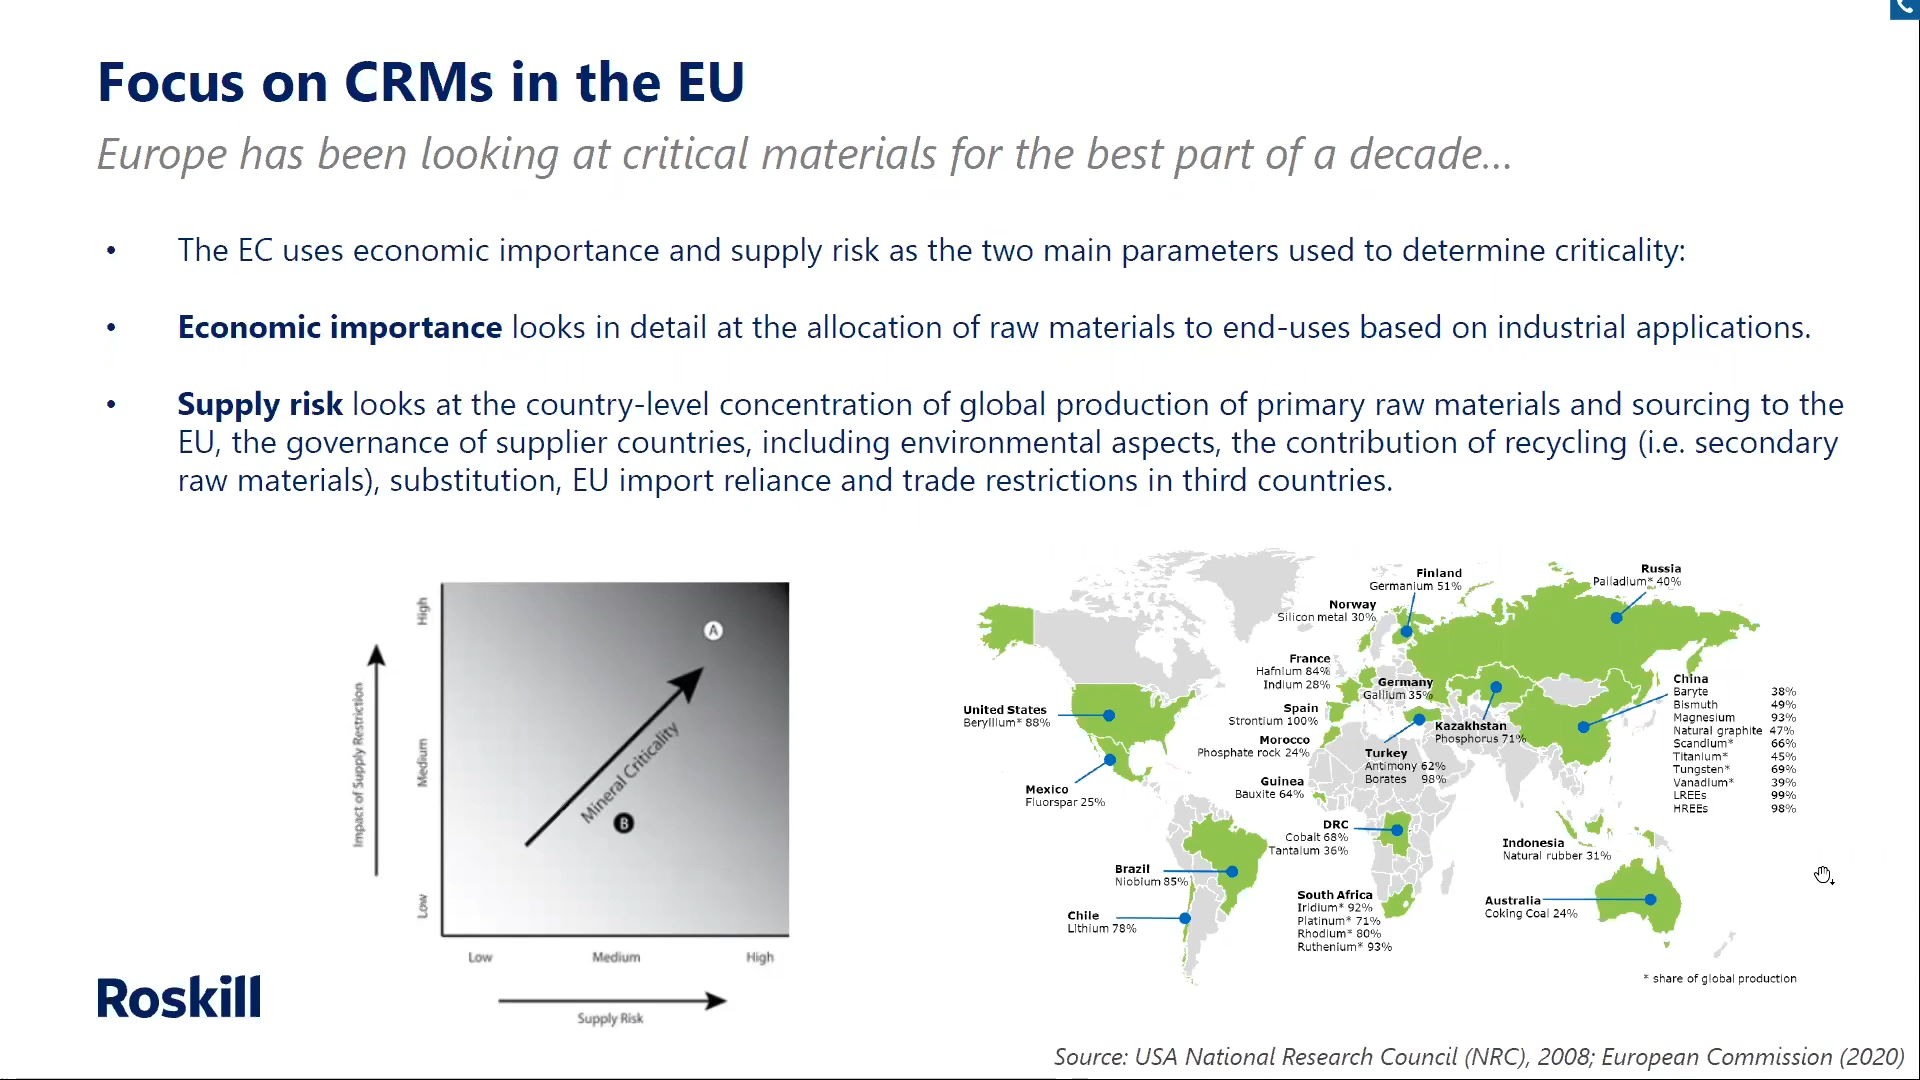 Focus on CRMs in the EU
Europe has been looking at critical materials for the best part of a decade...
• The EC uses economic importance and supply risk as the two main parameters used to determine criticality:
• Economic importance looks in detail at the allocation of raw materials to end-uses based on industrial applications.
• Supply risk looks at the country-level concentration of global production of primary raw materials and sourcing to the
EU, the governance of supplier countries, including environmental aspects, the contribution of recycling (i.e. secondary
raw materials), substitution, EU import reliance and trade restrictions in third countries.
Impact of Supply Restriction
High
Medium
Low
A
Mineral Criticality
B
Low Medium High
Supply Risk
Finland
Germanium 51%
Russia
Palladium* 40%
Norway
Silicon metal 30%
France
Hafnium 84%
Indium 28%
Germany
Gallium 35%
Spain
Strontium 100%
Morocco
Phosphate rock 24%
Guinea
Bauxite 64%
Turkey
Antimony 62%
Borates 98%
Kazakhstan
Phosphorus 71%
China
Baryte 38%
Bismuth 49%
Magnesium 93%
Natural graphite 47%
Scandium* 66%
Titanium* 45%
Tungsten* 69%
Vanadium* 39%
LREEs 99%
HREEs 98%
United States
Beryllium* 88%
Mexico
Fluorspar 25%
DRC
Cobalt 68%
Tantalum 36%
Indonesia
Natural rubber 31%
Brazil
Niobium 85%
Chile
Lithium 78%
South Africa
Iridium* 92%
Platinum* 71%
Rhodium* 80%
Ruthenium* 93%
Australia
Coking Coal 24%
* share of global production
Roskill
Source: USA National Research Council (NRC), 2008; European Commission (2020)